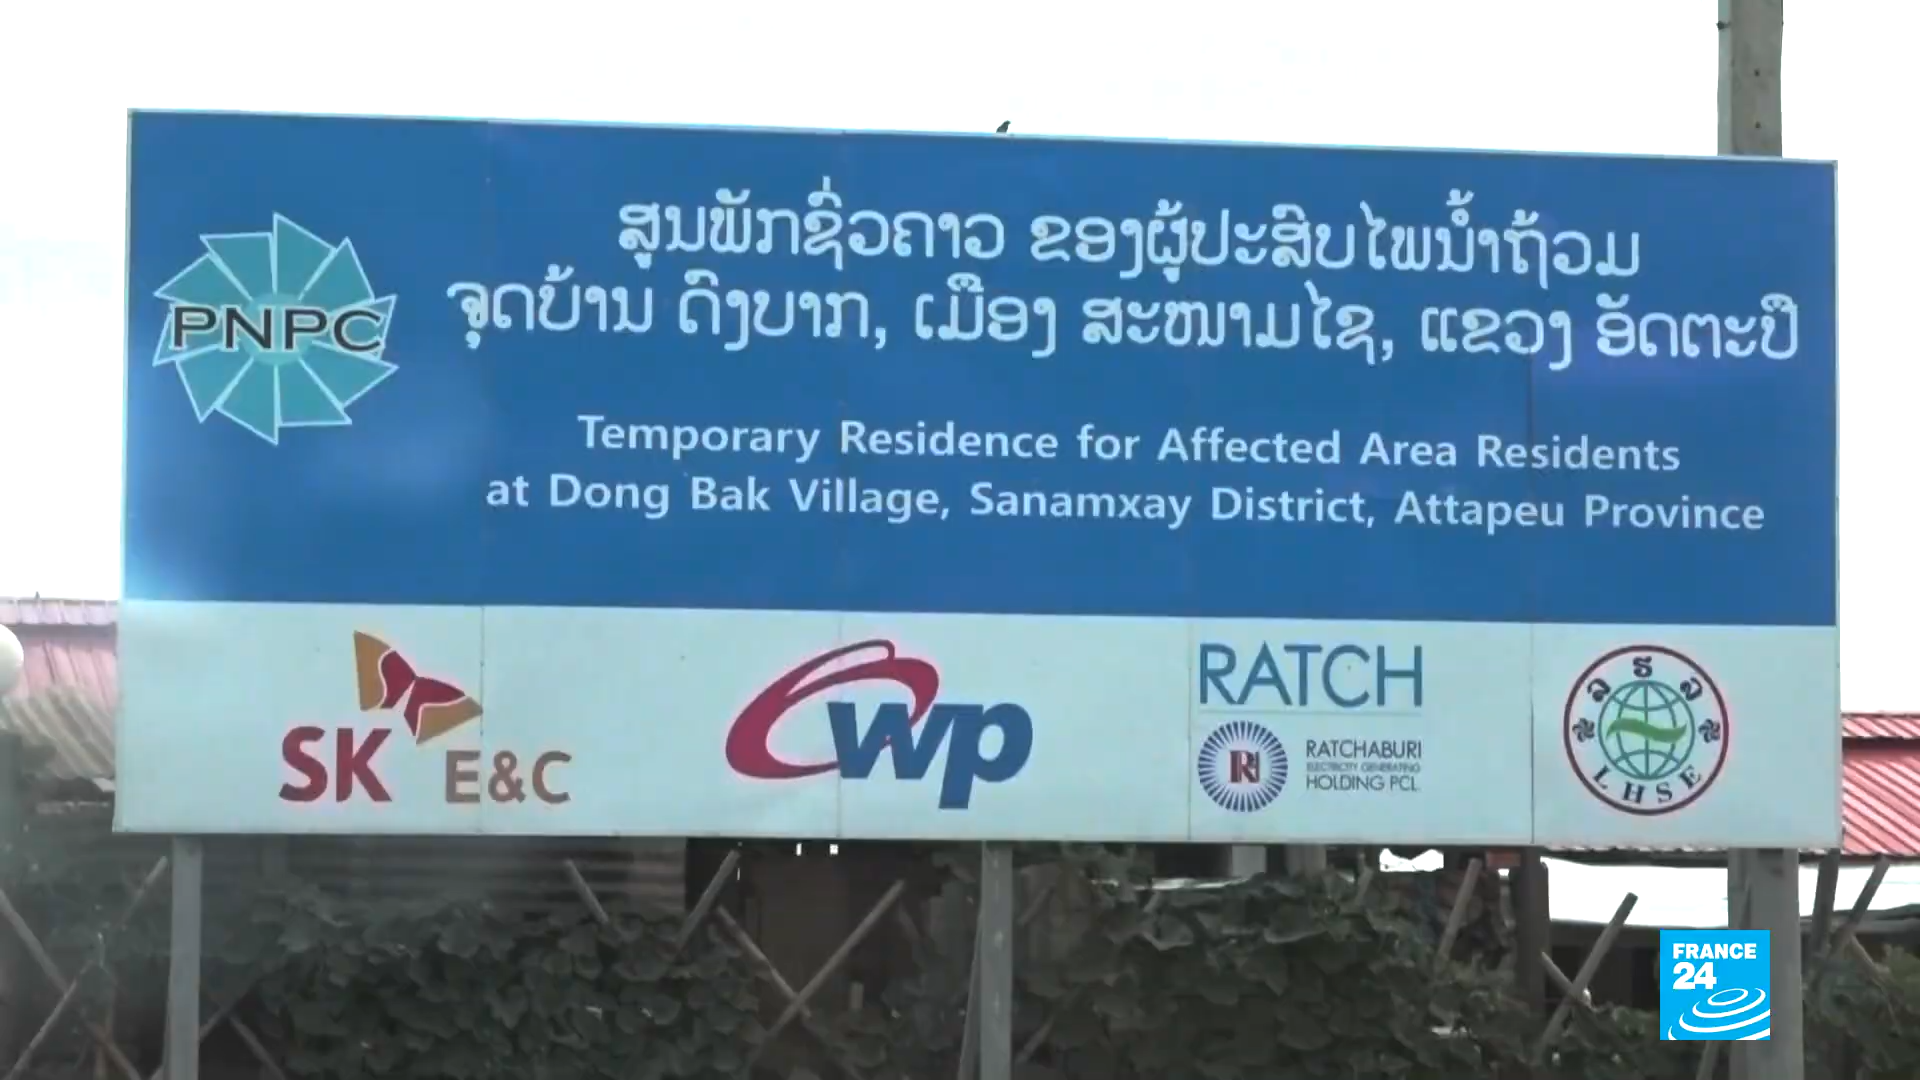 ສູນພັກຊົ່ວຄາວ ຂອງຜູ້ປະສົບໄພນ້ຳຖ້ວມ
ຈຸດບ້ານ ດົງບາກ, ເມືອງ ສະໜາມໄຊ, ແຂວງ ອັດຕະປື
PNPC
Temporary Residence for Affected Area Residents
at Dong Bak Village, Sanamxay District, Attapeu Province
SK E&C
wp
RATCH
RATCHABURI
ELECTRICITY GENERATING
HOLDING PCL.
ລ ຮ ລ
LHSE
FRANCE
24